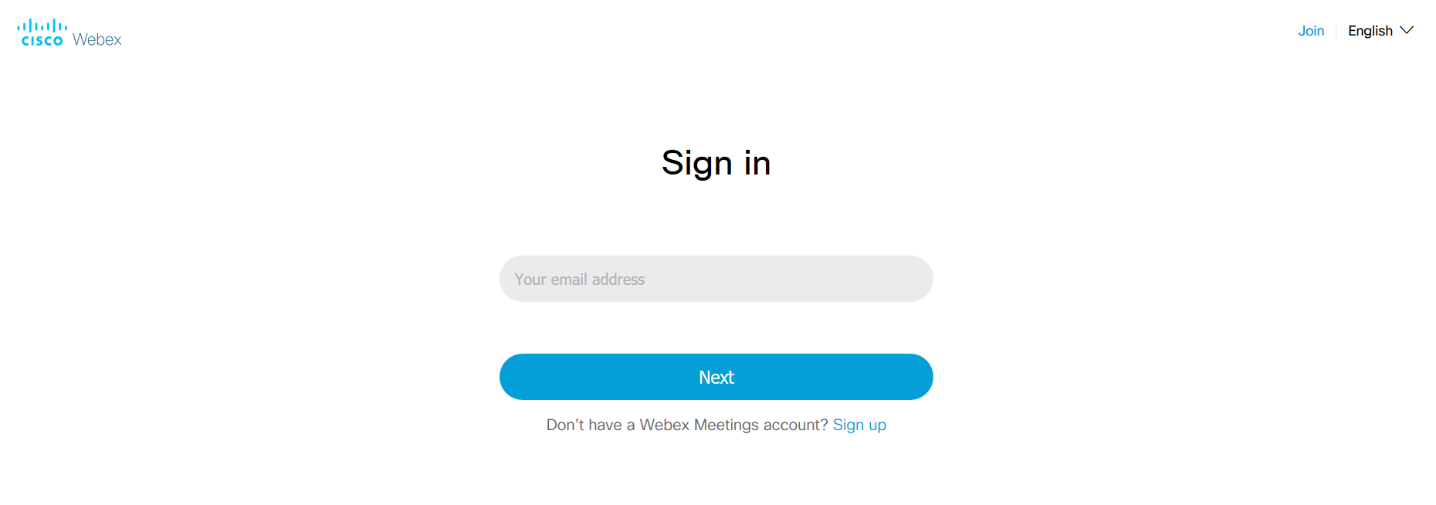 cisco Webex
Join | English
Sign in
Your email address
Next
Don't have a Webex Meetings account? Sign up